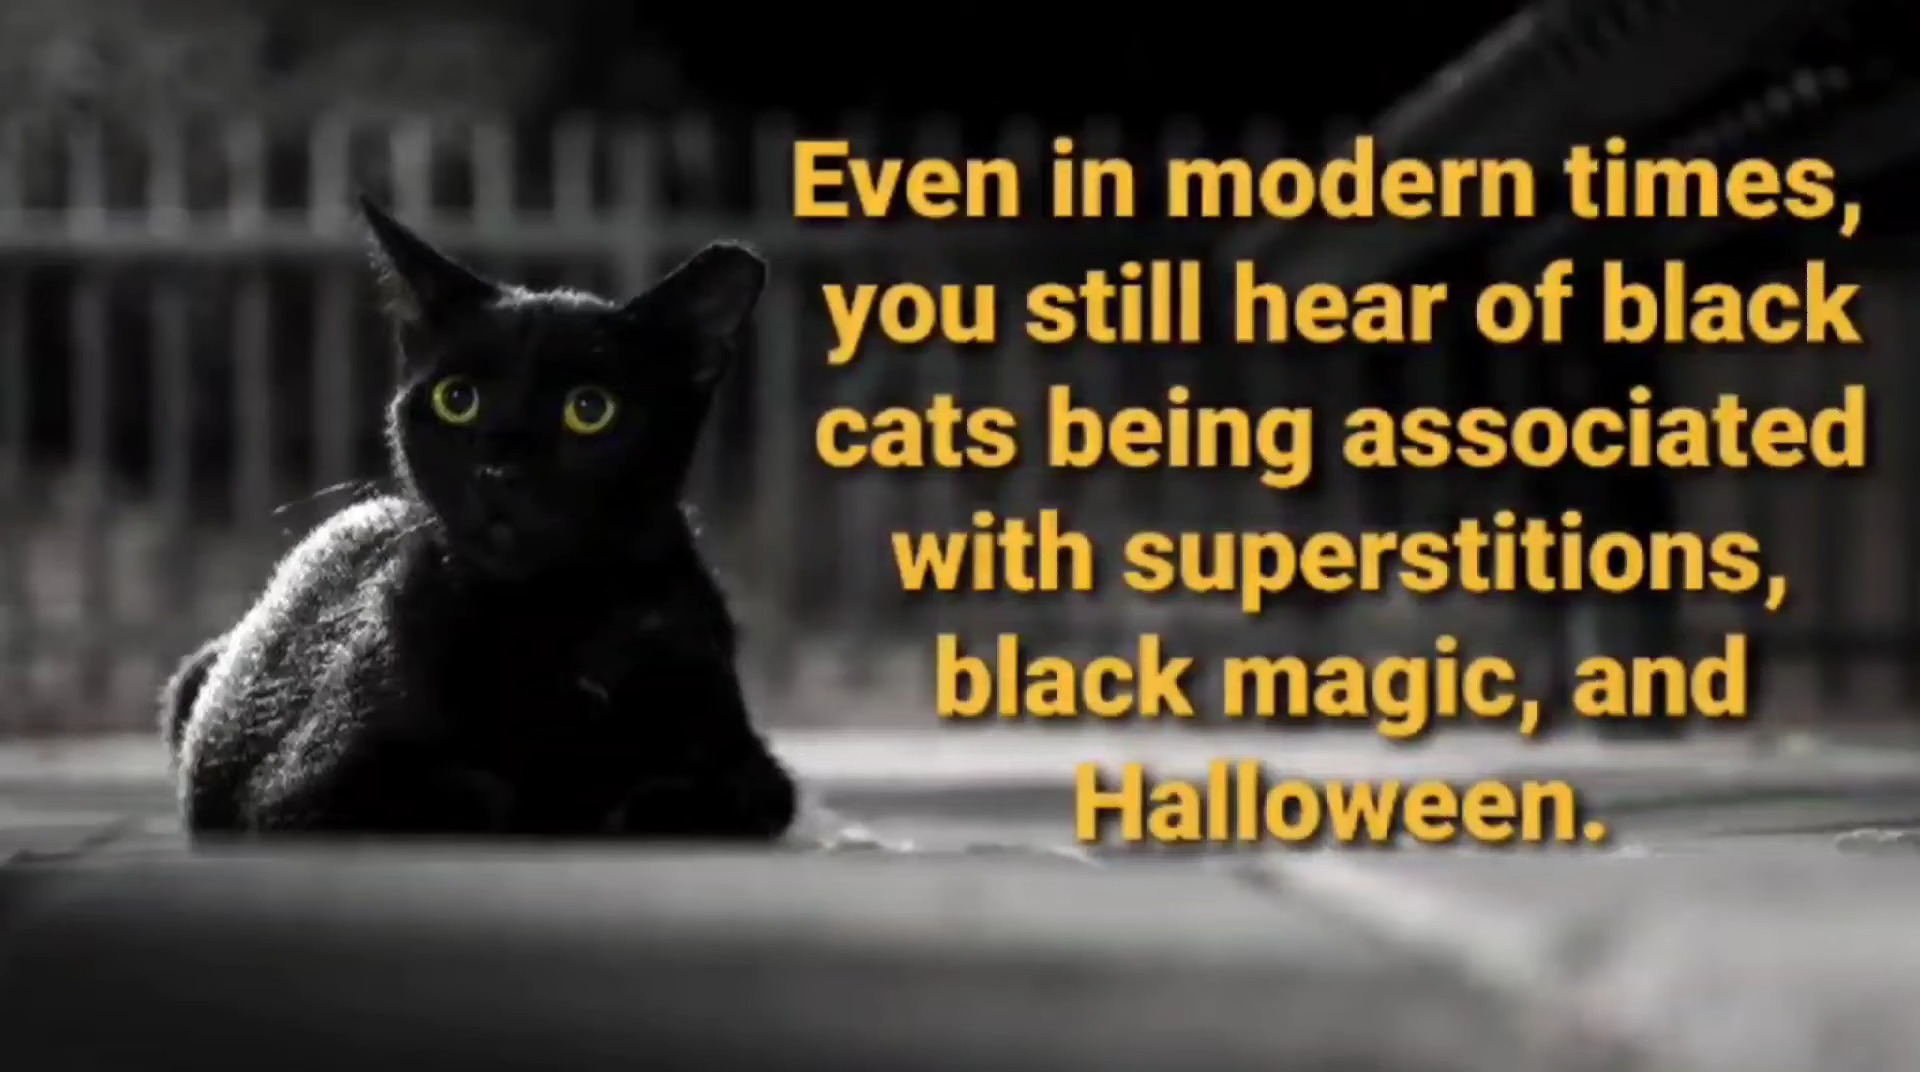 Even in modern times,
you still hear of black
cats being associated
with superstitions,
black magic, and
Halloween.